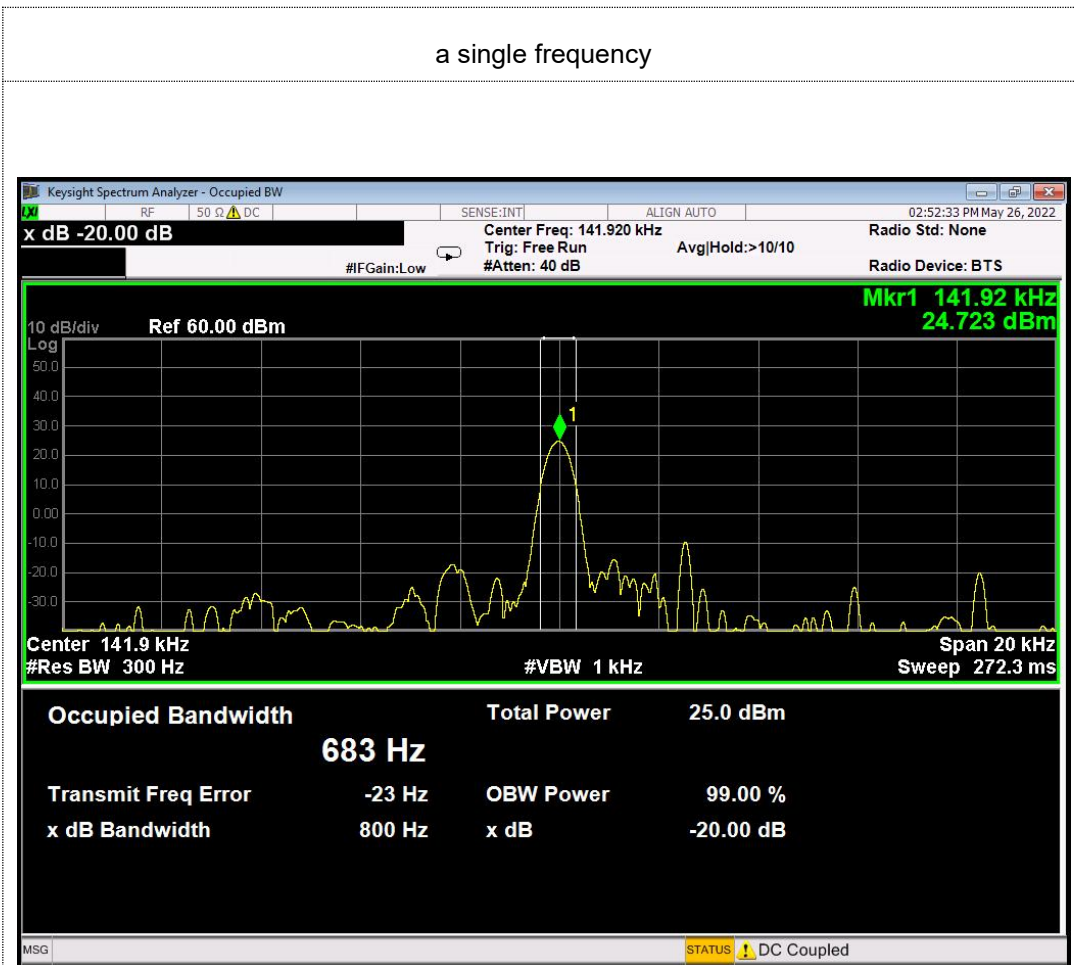 a single frequency
Keysight Spectrum Analyzer - Occupied BW
LXI RF 50 Ω DC SENSE:INT ALIGN AUTO 02:52:33 PM May 26, 2022
x dB -20.00 dB Center Freq: 141.920 kHz Radio Std: None
Trig: Free Run Avg|Hold:>10/10
#IFGain:Low #Atten: 40 dB Radio Device: BTS
Mkr1 141.92 kHz
10 dB/div Ref 60.00 dBm 24.723 dBm
Log
50.0
40.0
1
30.0
20.0
10.0
0.00
-10.0
-20.0
-30.0
Center 141.9 kHz Span 20 kHz
#Res BW 300 Hz #VBW 1 kHz Sweep 272.3 ms
Occupied Bandwidth Total Power 25.0 dBm
683 Hz
Transmit Freq Error -23 Hz OBW Power 99.00 %
x dB Bandwidth 800 Hz x dB -20.00 dB
MSG STATUS DC Coupled